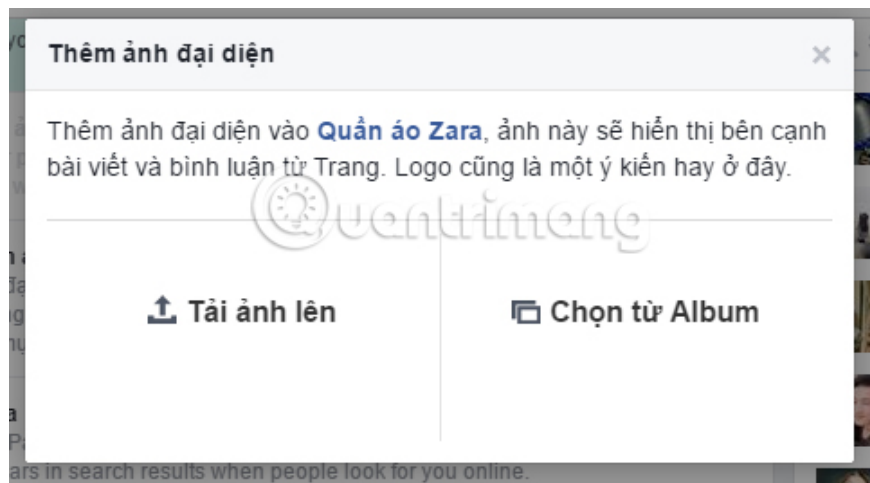 Thêm ảnh đại diện
Thêm ảnh đại diện vào Quần áo Zara, ảnh này sẽ hiển thị bên cạnh
bài viết và bình luận từ Trang. Logo cũng là một ý kiến hay ở đây.
Quantrimang
Tải ảnh lên
Chọn từ Album
ars in search results when people look for you online.